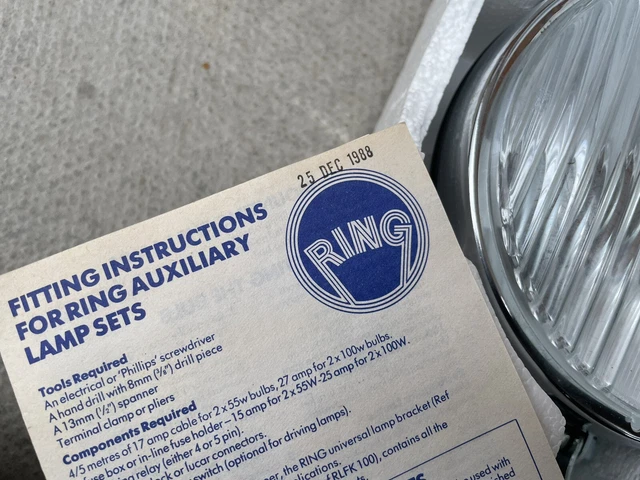 25 DEC 1988
RING
FITTING INSTRUCTIONS
FOR RING AUXILIARY
LAMP SETS
Tools Required
An electrical or 'Phillips' screwdriver
A hand drill with 8mm (5/16") drill piece
A 13mm (1/2") spanner
Terminal clamp or pliers
Components Required
4/5 metres of 17 amp cable for 2 x 55w bulbs, 27 amp for 2 x 100w bulbs.
fuse box or in-line fuse holder – 15 amp for 2 x 55W-25 amp for 2 x 100W.
relay (either 4 or 5 pin).
lock or lucar connectors.
switch (optional for driving lamps).
the RING universal lamp bracket (Ref
RLFK 100), contains all the
used with